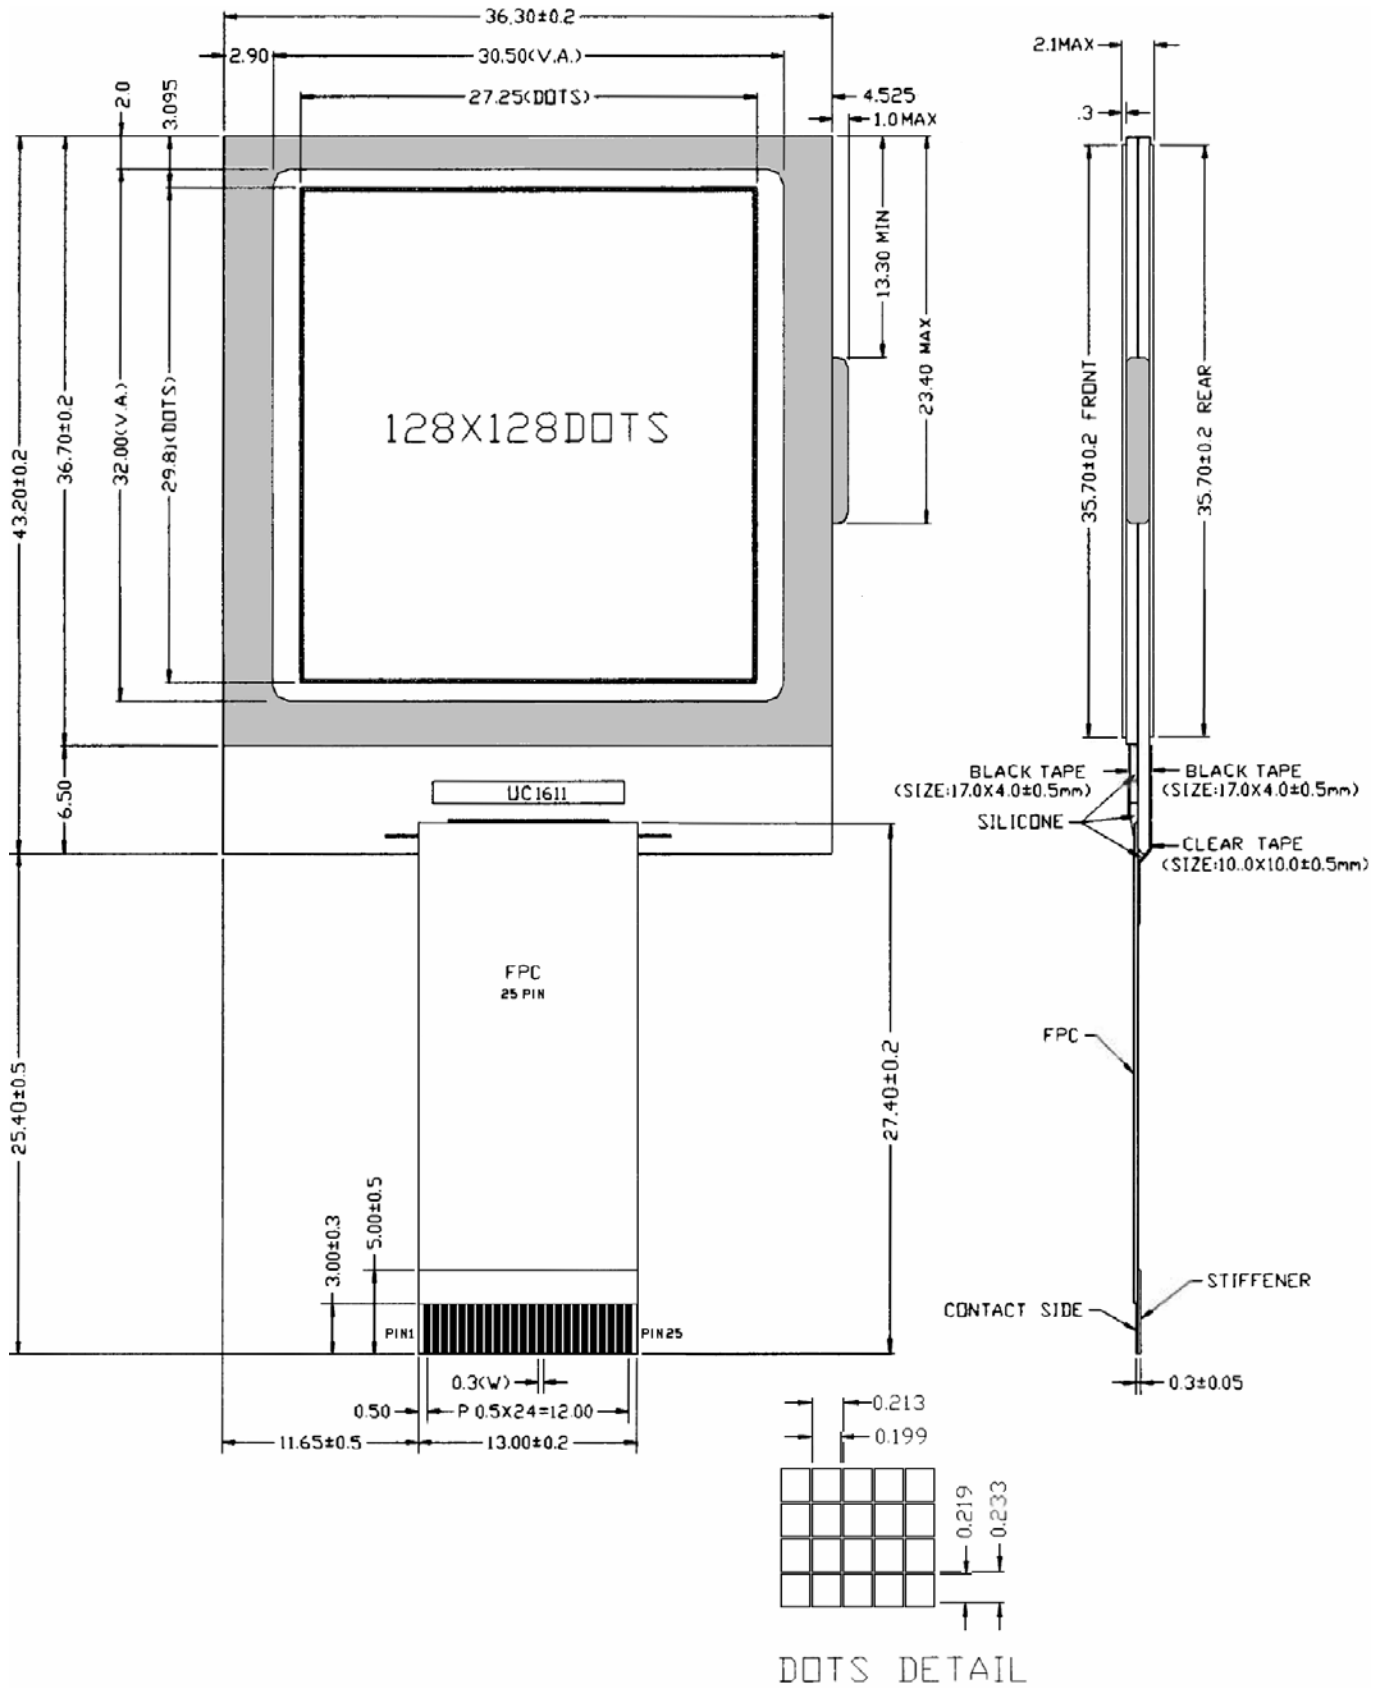 36.30±0.2
2.90
30.50(V.A.)
27.25(DOTS)
4.525
1.0 MAX
2.0
3.095
43.20±0.2
36.70±0.2
32.00(V.A.)
29.81(DOTS)
13.30 MIN
23.40 MAX
128X128DOTS
6.50
UC1611
FPC
25 PIN
25.40±0.5
27.40±0.2
3.00±0.3
5.00±0.5
PIN1
PIN25
0.3(W)
0.50
P 0.5X24=12.00
11.65±0.5
13.00±0.2
2.1MAX
.3
35.70±0.2 FRONT
35.70±0.2 REAR
BLACK TAPE
(SIZE:17.0X4.0±0.5mm)
BLACK TAPE
(SIZE:17.0X4.0±0.5mm)
SILICONE
CLEAR TAPE
(SIZE:10..0X10.0±0.5mm)
FPC
STIFFENER
CONTACT SIDE
0.3±0.05
0.213
0.199
0.219
0.233
DOTS DETAIL